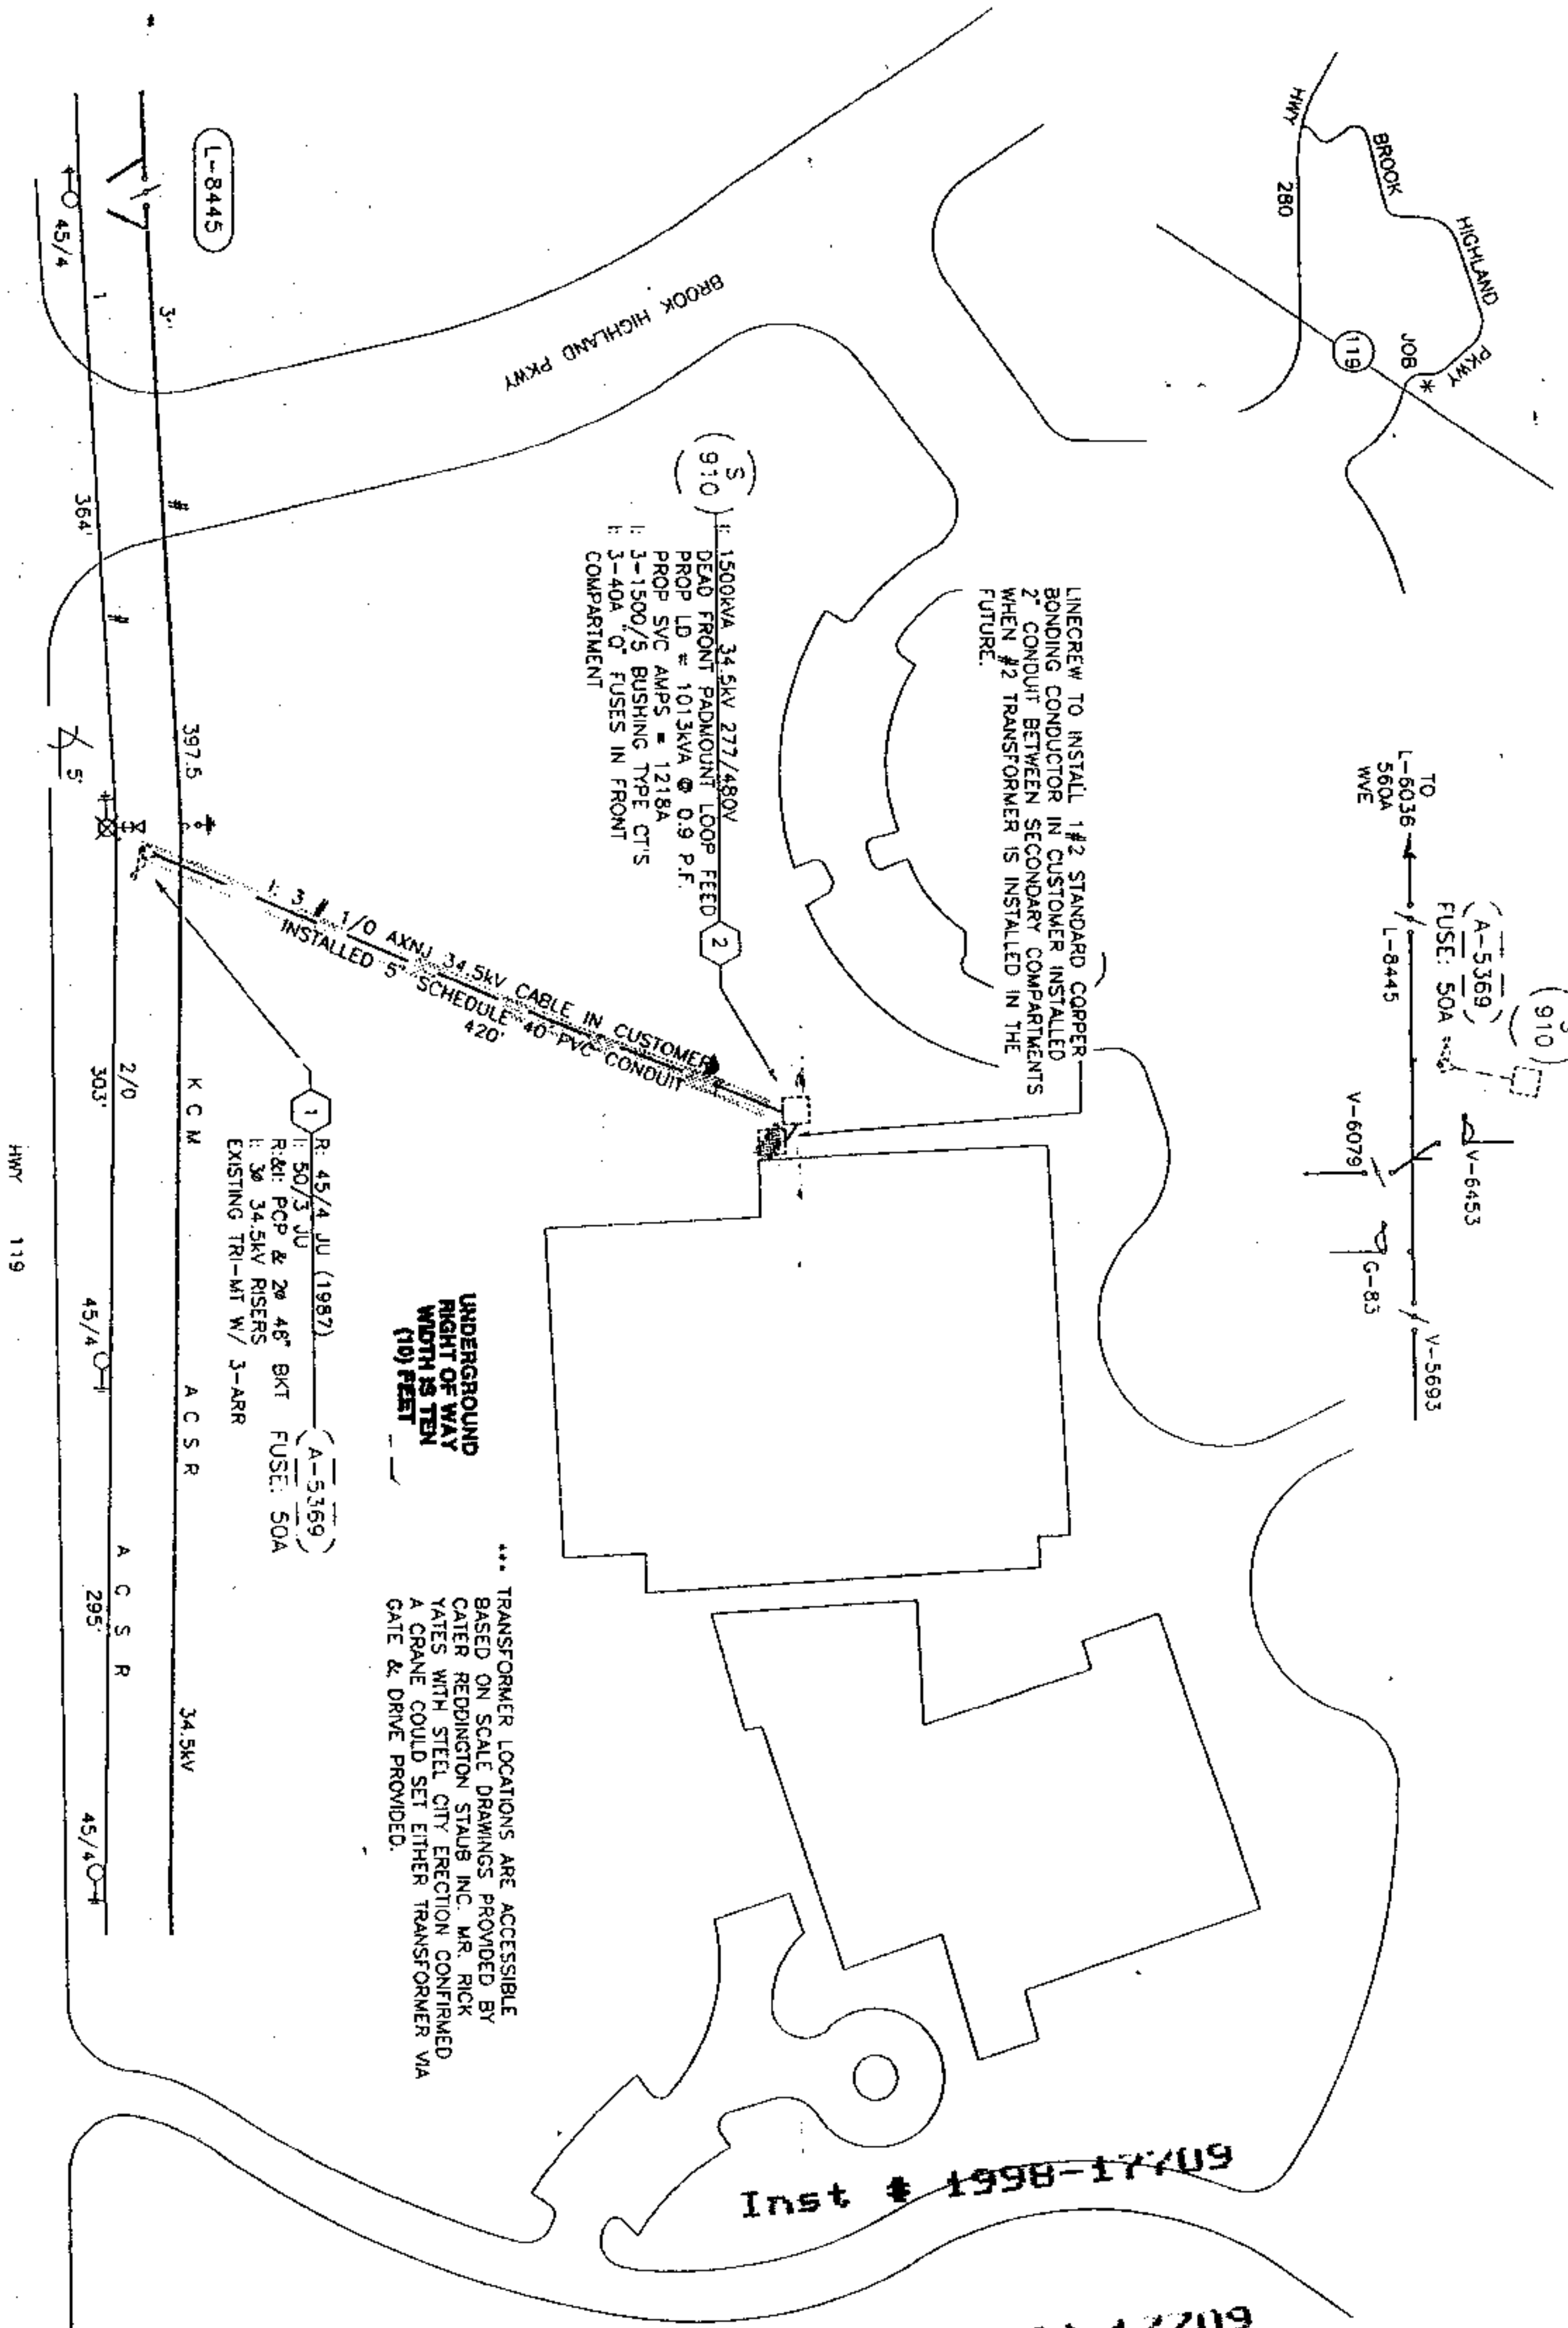 HWY
280
BROOK
HIGHLAND
PKWY
JOB *
119
TO
L-6036
560A
WVE
L-8445
(A-5369)
FUSE: 50A
S
(910)
V-6453
V-6079
G-83
V-5693
LINECREW TO INSTALL 1#2 STANDARD COPPER
BONDING CONDUCTOR IN CUSTOMER INSTALLED
2" CONDUIT BETWEEN SECONDARY COMPARTMENTS
WHEN #2 TRANSFORMER IS INSTALLED IN THE
FUTURE.
BROOK HIGHLAND PKWY
S
(910)
I: 1500kVA 34.5kV 277/480V
DEAD FRONT PADMOUNT LOOP FEED
PROP LD = 1013kVA @ 0.9 P.F.
PROP SVC AMPS = 1218A
I: 3-1500/5 BUSHING TYPE CT'S
I: 3-40A "Q" FUSES IN FRONT
COMPARTMENT
2
I: 3 # 1/0 AXNJ 34.5kV CABLE IN CUSTOMER
INSTALLED 5" SCHEDULE 40 PVC CONDUIT
420'
UNDERGROUND
RIGHT OF WAY
WIDTH IS TEN
(10) FEET
*** TRANSFORMER LOCATIONS ARE ACCESSIBLE
BASED ON SCALE DRAWINGS PROVIDED BY
CATER REDDINGTON STAUB INC. MR. RICK
YATES WITH STEEL CITY ERECTION CONFIRMED
A CRANE COULD SET EITHER TRANSFORMER VIA
GATE & DRIVE PROVIDED.
1
R: 45/4 JU (1987)
I: 50/3 JU
R:&I: PCP & 2ø 48" BKT FUSE: 50A
I: 3ø 34.5kV RISERS
EXISTING TRI-MT W/ 3-ARR
(A-5369)
L-8445
3
#
397.5
KCM
ACSR
34.5kV
45/4
1
364'
#
5'
2/0
303'
45/4
ACSR
295'
45/4
HWY 119
Inst # 1998-17709